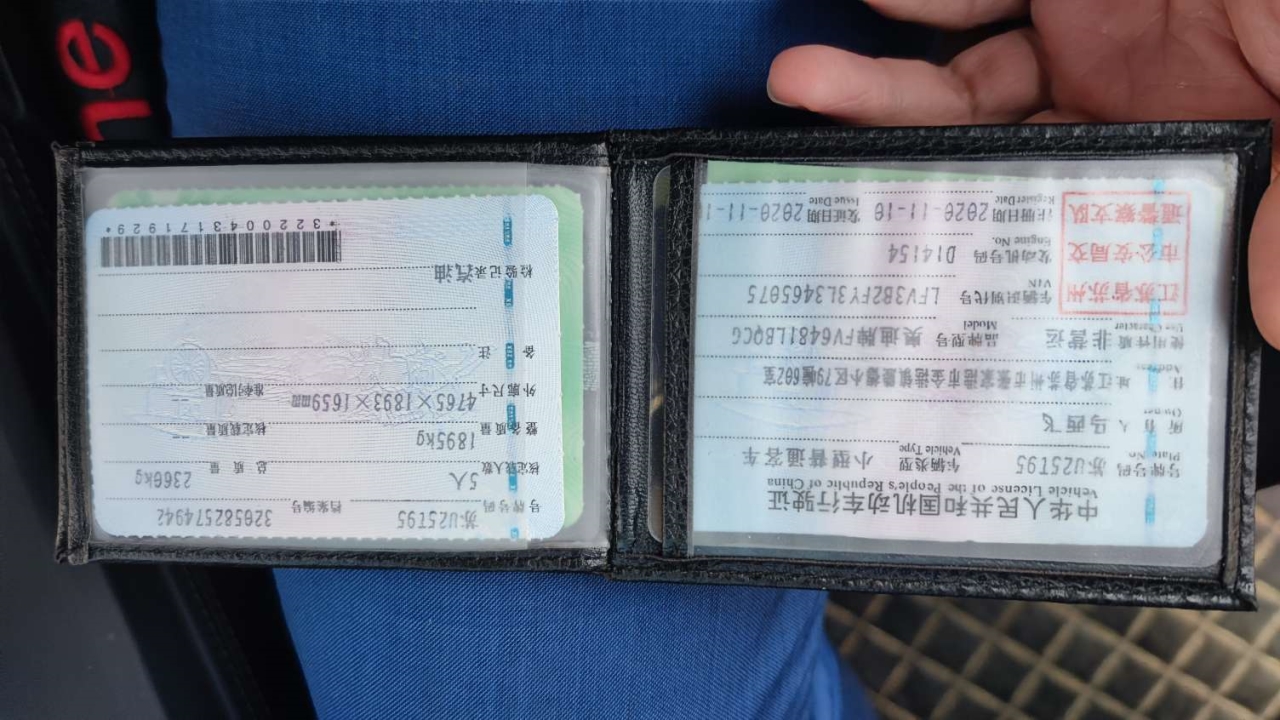 中华人民共和国机动车行驶证
Vehicle License of the People's Republic of China
号牌号码 苏U25T95 车辆类型 小型普通客车
Plate No. Vehicle Type
所有人 马西飞
Owner
住址 江苏省苏州市张家港市金港镇 小区79幢602室
Address
使用性质 非营运 品牌型号 奥迪牌FV6481LBQCG
Use Character Model
江苏省苏州
市公安局交
通警察支队
车辆识别代号 LFV3B2FY3L3465075
VIN
发动机号码 D14154
Engine No.
注册日期 2020-11-10 发证日期 2020-11-1
Register Date Issue Date
号牌号码 苏U25T95 档案编号 320582574942
核定载人数 5人 总质量 2360kg
整备质量 1895kg 核定载质量
外廓尺寸 4765×1893×1659mm 准牵引总质量
备注
检验记录 汽油
*3220043171929*
ne